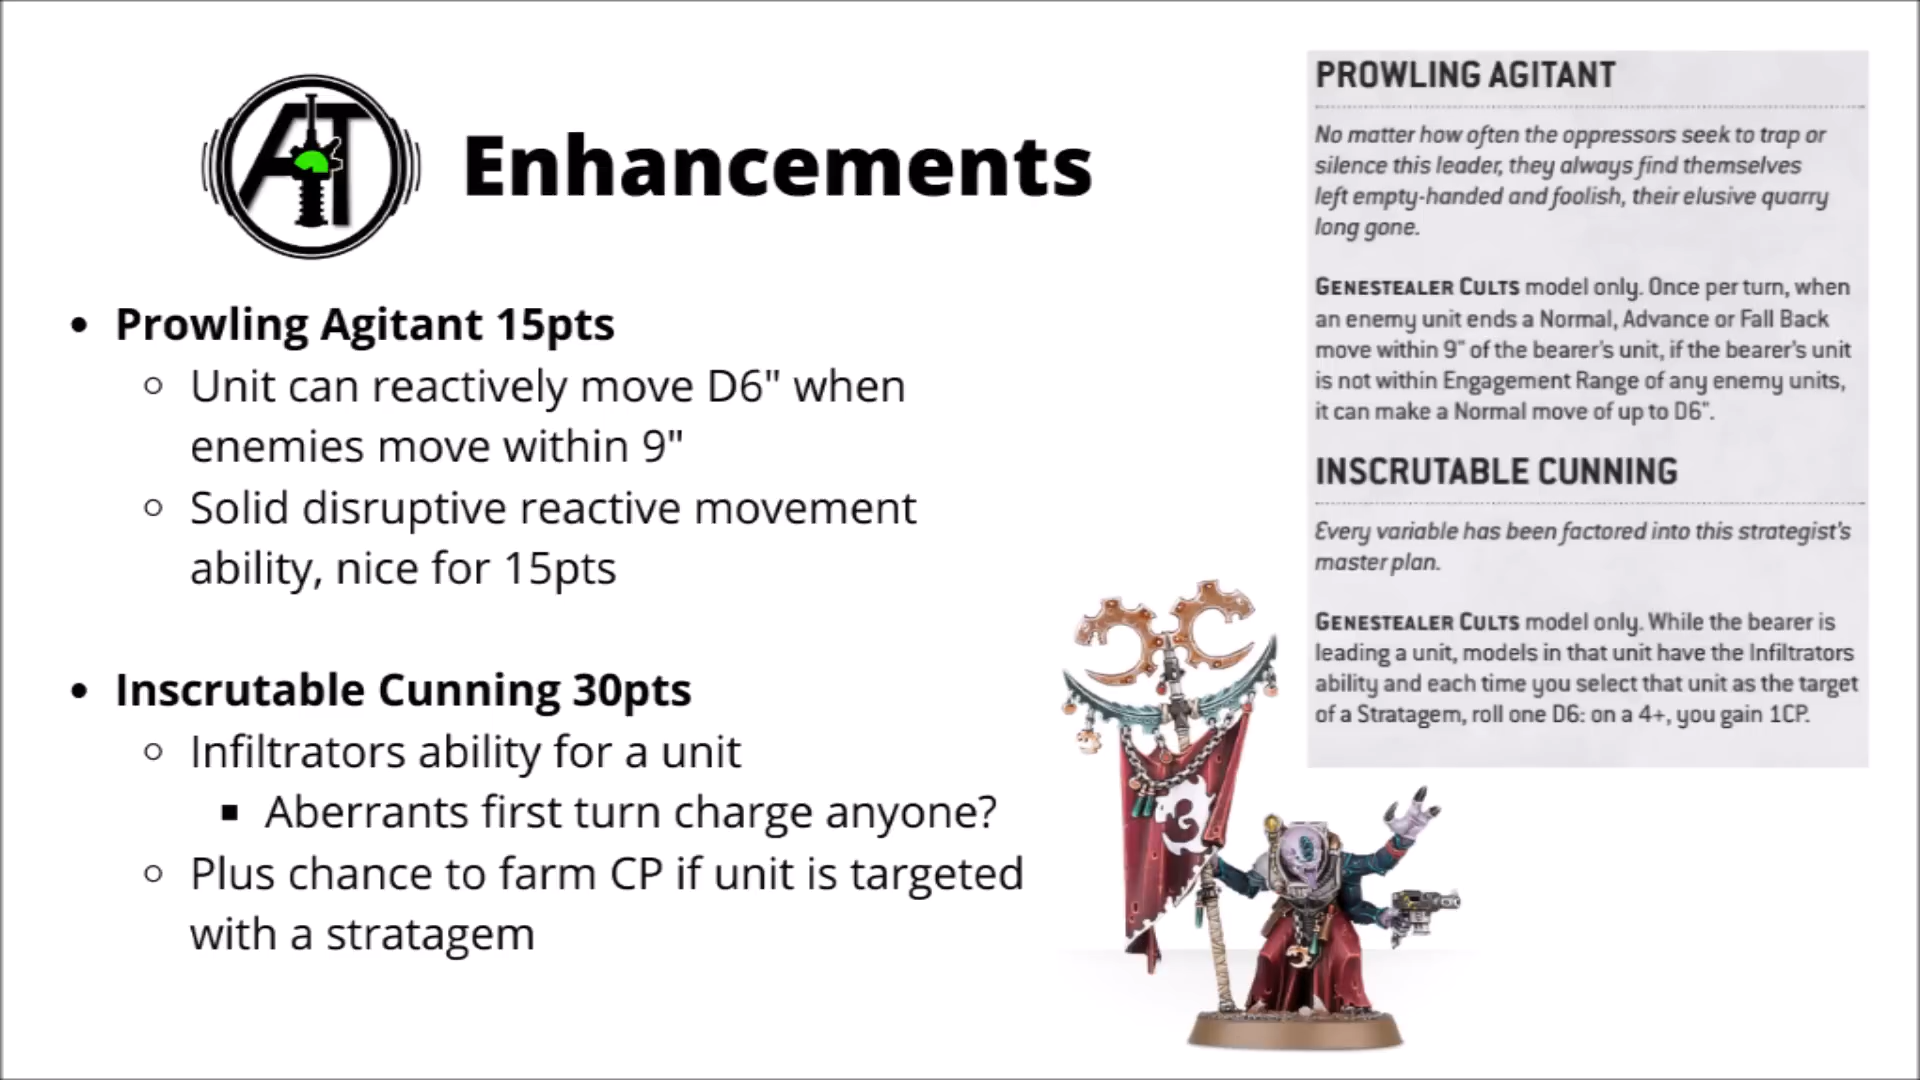 AT
Enhancements
• Prowling Agitant 15pts
○ Unit can reactively move D6" when
enemies move within 9"
○ Solid disruptive reactive movement
ability, nice for 15pts
• Inscrutable Cunning 30pts
○ Infiltrators ability for a unit
▪ Aberrants first turn charge anyone?
○ Plus chance to farm CP if unit is targeted
with a stratagem
PROWLING AGITANT
No matter how often the oppressors seek to trap or
silence this leader, they always find themselves
left empty-handed and foolish, their elusive quarry
long gone.
GENESTEALER CULTS model only. Once per turn, when
an enemy unit ends a Normal, Advance or Fall Back
move within 9" of the bearer's unit, if the bearer's unit
is not within Engagement Range of any enemy units,
it can make a Normal move of up to D6".
INSCRUTABLE CUNNING
Every variable has been factored into this strategist's
master plan.
GENESTEALER CULTS model only. While the bearer is
leading a unit, models in that unit have the Infiltrators
ability and each time you select that unit as the target
of a Stratagem, roll one D6: on a 4+, you gain 1CP.